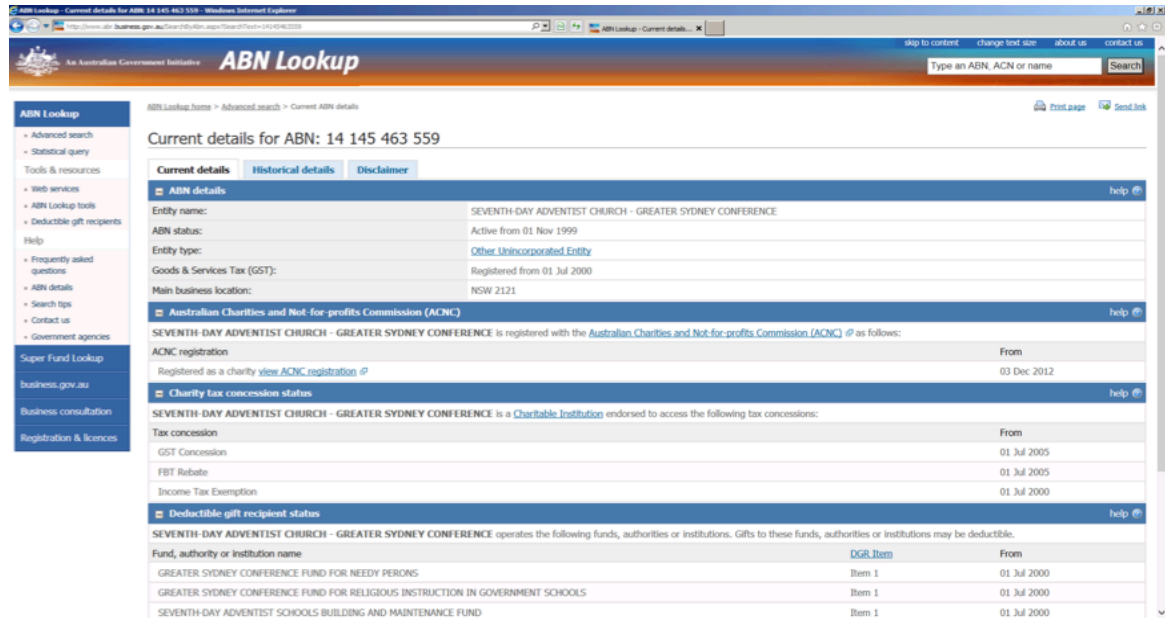 ABN Lookup - Current details for ABN: 14 145 463 559 - Windows Internet Explorer
http://www.abr.business.gov.au/SearchByAbn.aspx?SearchText=14145463559
ABN Lookup - Current details... X
skip to content change text size about us contact us
An Australian Government Initiative ABN Lookup
Type an ABN, ACN or name Search
ABN Lookup home > Advanced search > Current ABN details
Print page Send link
ABN Lookup
Advanced search
Statistical query
Tools & resources
Web services
ABN Lookup tools
Deductible gift recipients
Help
Frequently asked
questions
ABN details
Search tips
Contact us
Government agencies
Super Fund Lookup
business.gov.au
Business consultation
Registration & licences
Current details for ABN: 14 145 463 559
Current details Historical details Disclaimer
ABN details help
Entity name: SEVENTH-DAY ADVENTIST CHURCH - GREATER SYDNEY CONFERENCE
ABN status: Active from 01 Nov 1999
Entity type: Other Unincorporated Entity
Goods & Services Tax (GST): Registered from 01 Jul 2000
Main business location: NSW 2121
Australian Charities and Not-for-profits Commission (ACNC) help
SEVENTH-DAY ADVENTIST CHURCH - GREATER SYDNEY CONFERENCE is registered with the Australian Charities and Not-for-profits Commission (ACNC) as follows:
ACNC registration From
Registered as a charity view ACNC registration 03 Dec 2012
Charity tax concession status help
SEVENTH-DAY ADVENTIST CHURCH - GREATER SYDNEY CONFERENCE is a Charitable Institution endorsed to access the following tax concessions:
Tax concession From
GST Concession 01 Jul 2005
FBT Rebate 01 Jul 2005
Income Tax Exemption 01 Jul 2000
Deductible gift recipient status help
SEVENTH-DAY ADVENTIST CHURCH - GREATER SYDNEY CONFERENCE operates the following funds, authorities or institutions. Gifts to these funds, authorities or institutions may be deductible.
Fund, authority or institution name DGR Item From
GREATER SYDNEY CONFERENCE FUND FOR NEEDY PERONS Item 1 01 Jul 2000
GREATER SYDNEY CONFERENCE FUND FOR RELIGIOUS INSTRUCTION IN GOVERNMENT SCHOOLS Item 1 01 Jul 2000
SEVENTH-DAY ADVENTIST SCHOOLS BUILDING AND MAINTENANCE FUND Item 1 01 Jul 2000